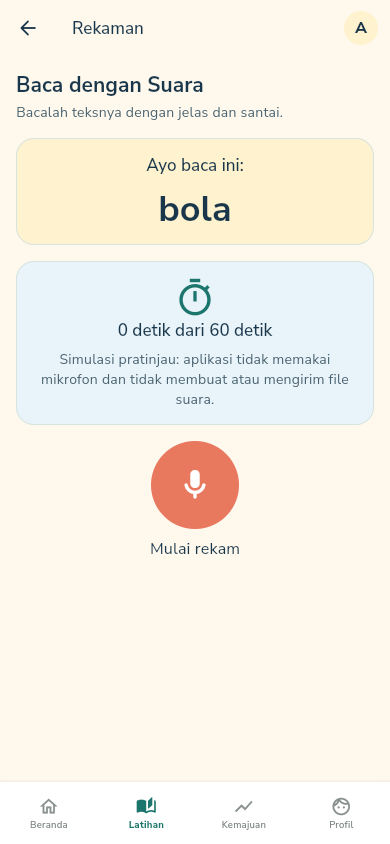 Rekaman
A
Baca dengan Suara
Bacalah teksnya dengan jelas dan santai.
Ayo baca ini:
bola
0 detik dari 60 detik
Simulasi pratinjau: aplikasi tidak memakai
mikrofon dan tidak membuat atau mengirim file
suara.
Mulai rekam
Beranda
Latihan
Kemajuan
Profil